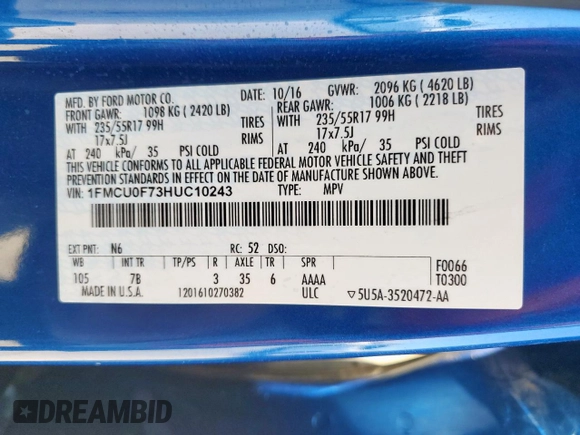 MFD. BY FORD MOTOR CO. DATE: 10/16 GVWR: 2096 KG ( 4620 LB)
FRONT GAWR: 1098 KG ( 2420 LB) REAR GAWR: 1006 KG ( 2218 LB)
WITH 235/55R17 99H TIRES WITH 235/55R17 99H TIRES
17x7.5J RIMS 17x7.5J RIMS
AT 240 kPa/ 35 PSI COLD AT 240 kPa/ 35 PSI COLD
THIS VEHICLE CONFORMS TO ALL APPLICABLE FEDERAL MOTOR VEHICLE SAFETY AND THEFT
PREVENTION STANDARDS IN EFFECT ON THE DATE OF MANUFACTURE SHOWN ABOVE.
VIN: 1FMCU0F73HUC10243 TYPE: MPV
EXT PNT: N6 RC: 52 DSO:
WB INT TR TP/PS R AXLE TR SPR F0066
105 7B 3 35 6 AAAA T0300
MADE IN U.S.A. 1201610270382 ULC ▽5U5A-3520472-AA
DREAMBID